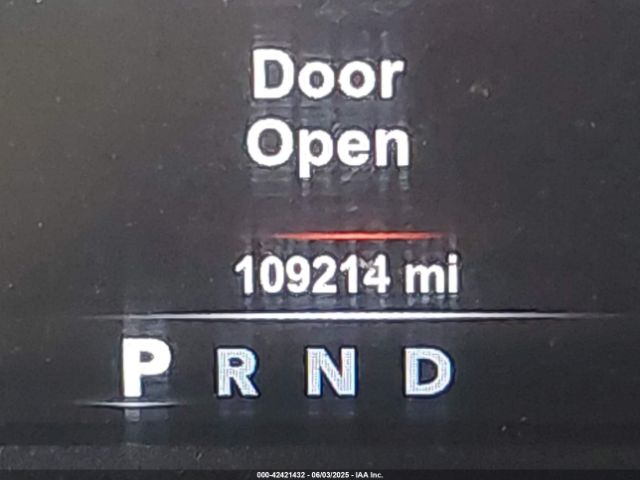 Door
Open
109214 mi
P R N D
000-42421432 - 06/03/2025 - IAA Inc.